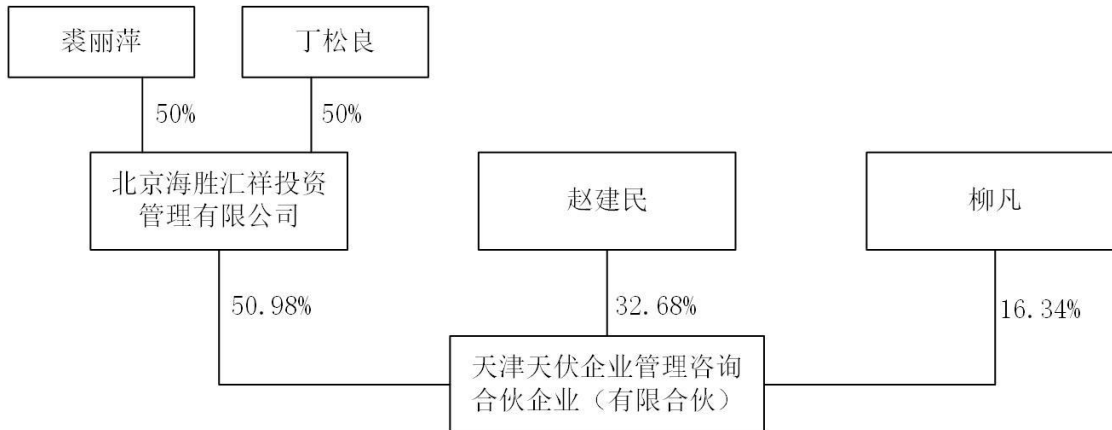 裘丽萍
丁松良
50%
50%
北京海胜汇祥投资
管理有限公司
赵建民
柳凡
50.98%
32.68%
16.34%
天津天伏企业管理咨询
合伙企业（有限合伙）